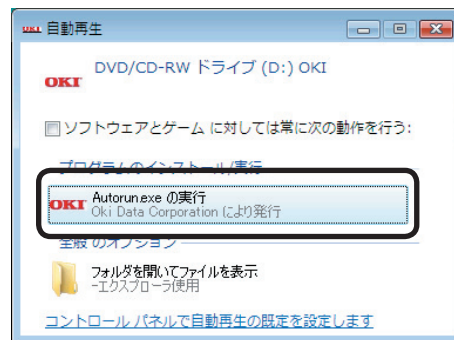 OKI 自動再生
DVD/CD-RW ドライブ (D:) OKI
OKI
ソフトウェアとゲーム に対しては常に次の動作を行う:
プログラムのインストール/実行
OKI Autorun.exe の実行
Oki Data Corporation により発行
全般 のオプション
フォルダを開いてファイルを表示
-エクスプローラ使用
コントロール パネルで自動再生の既定を設定します